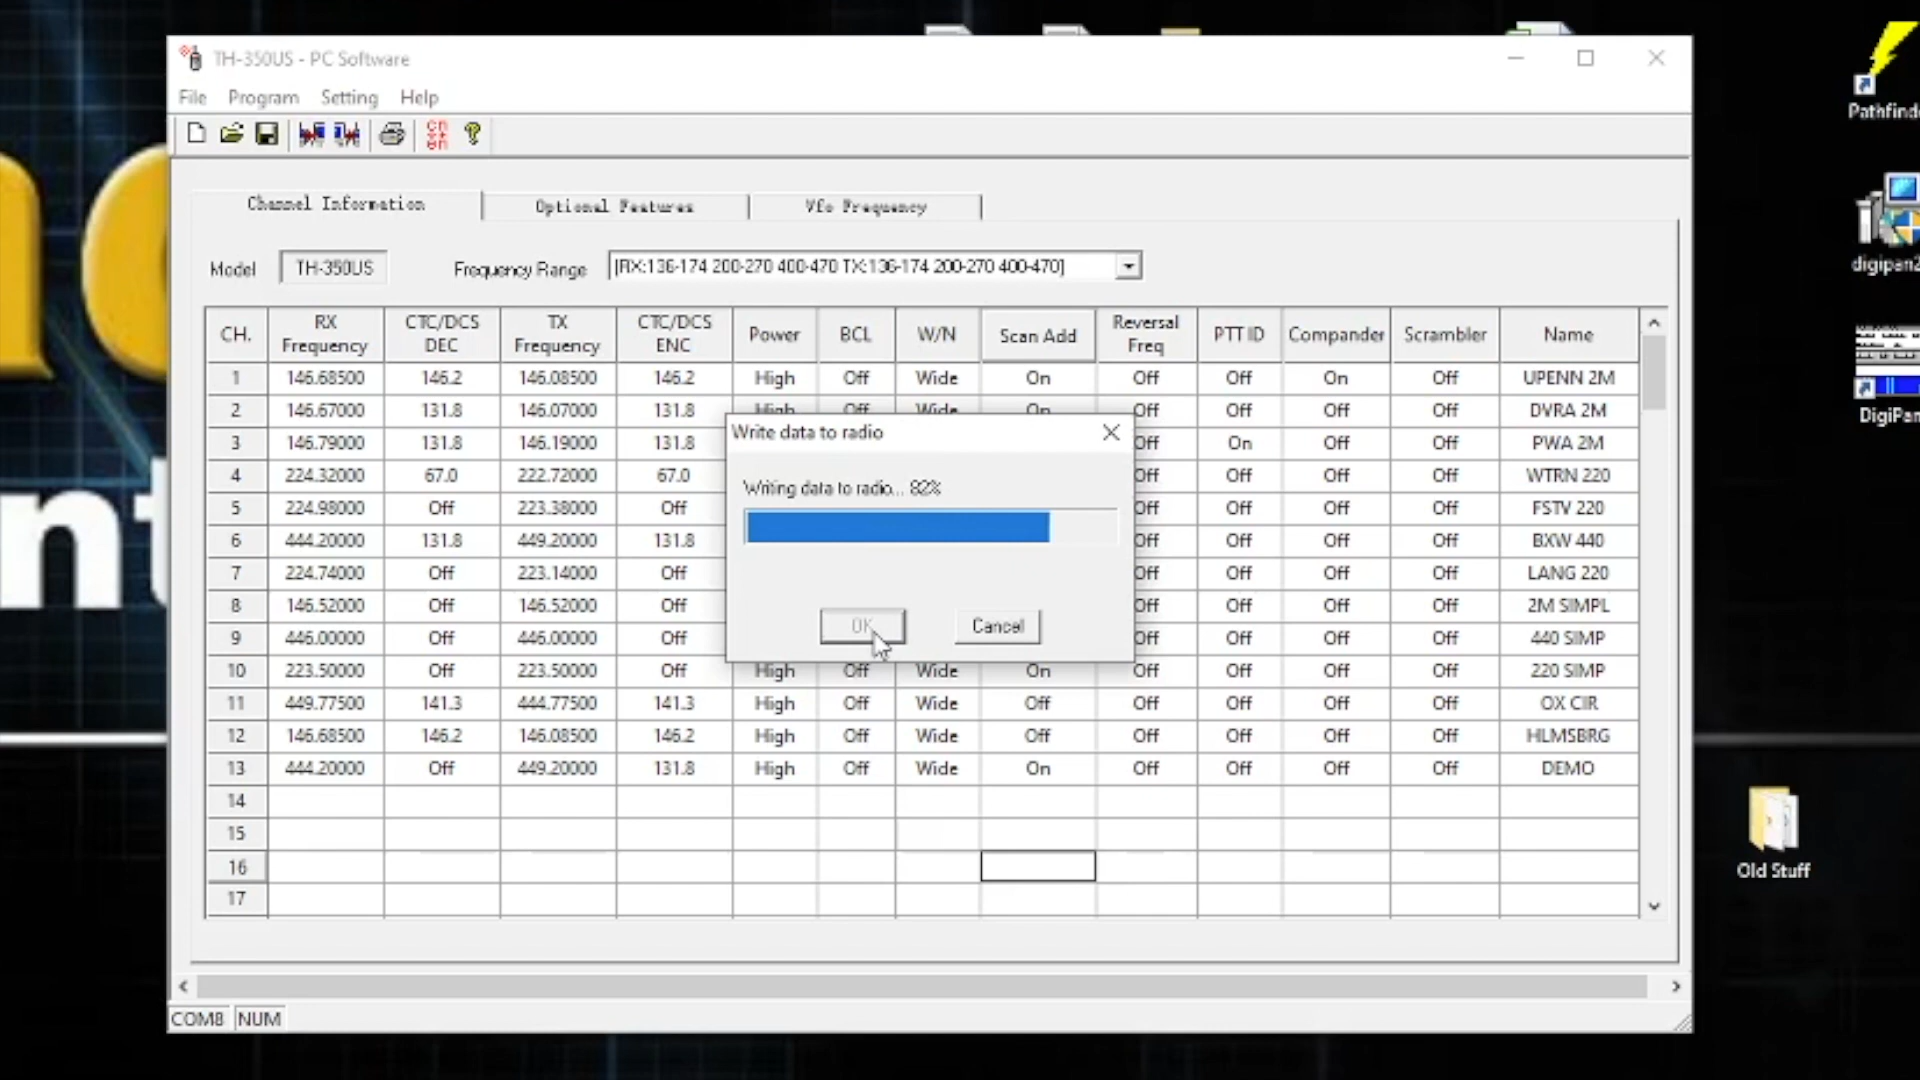 TH-350US - PC Software
File Program Setting Help
Channel Information Optional Features Vfo Frequency
Model TH-350US Frequency Range [RX:136-174 200-270 400-470 TX:136-174 200-270 400-470]
CH. RX Frequency CTC/DCS DEC TX Frequency CTC/DCS ENC Power BCL W/N Scan Add Reversal Freq PTT ID Compander Scrambler Name
1 146.68500 146.2 146.08500 146.2 High Off Wide On Off Off On Off UPENN 2M
2 146.67000 131.8 146.07000 131.8 High Off Wide On Off Off Off Off DVRA 2M
3 146.79000 131.8 146.19000 131.8 Off On Off Off PWA 2M
4 224.32000 67.0 222.72000 67.0 Off Off Off Off WTRN 220
5 224.98000 Off 223.38000 Off Off Off Off Off FSTV 220
6 444.20000 131.8 449.20000 131.8 Off Off Off Off BXW 440
7 224.74000 Off 223.14000 Off Off Off Off Off LANG 220
8 146.52000 Off 146.52000 Off Off Off Off Off 2M SIMPL
9 446.00000 Off 446.00000 Off Off Off Off Off 440 SIMP
10 223.50000 Off 223.50000 Off High Off Wide On Off Off Off Off 220 SIMP
11 449.77500 141.3 444.77500 141.3 High Off Wide Off Off Off Off Off OX CIR
12 146.68500 146.2 146.08500 146.2 High Off Wide Off Off Off Off Off HLMSBRG
13 444.20000 Off 449.20000 131.8 High Off Wide On Off Off Off Off DEMO
14
15
16
17
Write data to radio
Writing data to radio... 82%
OK Cancel
COM8 NUM
Pathfind
digipan2
DigiPan
Old Stuff
nt